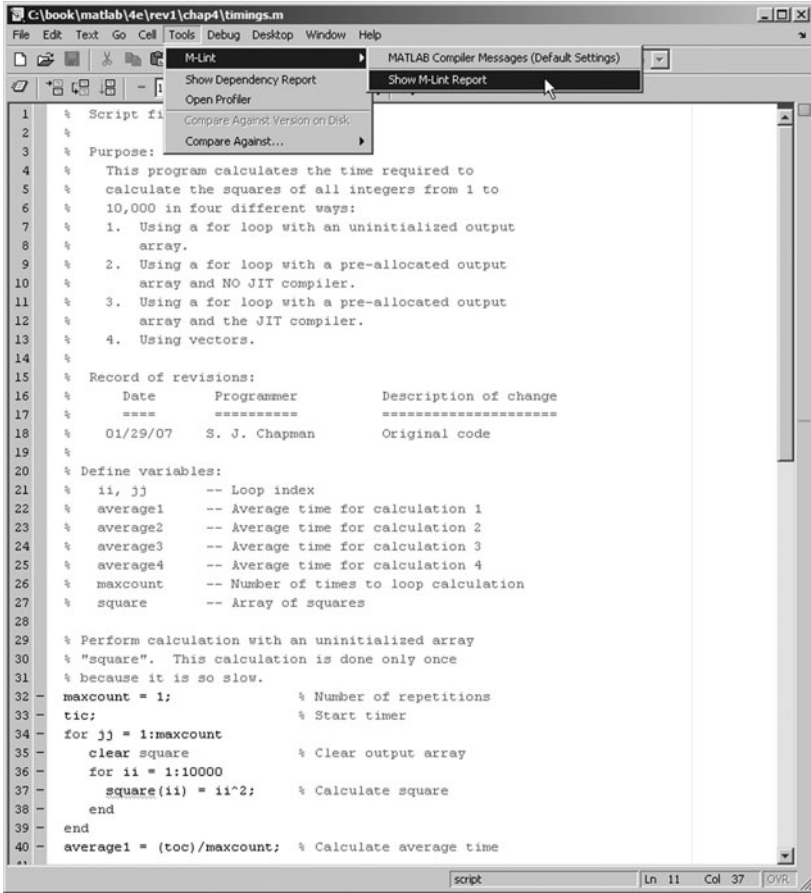 C:\book\matlab\4e\rev1\chap4\timings.m
File Edit Text Go Cell Tools Debug Desktop Window Help
M-Lint
Show Dependency Report
Open Profiler
Compare Against Version on Disk
Compare Against...
MATLAB Compiler Messages (Default Settings)
Show M-Lint Report
1 % Script fi
2 %
3 % Purpose:
4 % This program calculates the time required to
5 % calculate the squares of all integers from 1 to
6 % 10,000 in four different ways:
7 % 1. Using a for loop with an uninitialized output
8 % array.
9 % 2. Using a for loop with a pre-allocated output
10 % array and NO JIT compiler.
11 % 3. Using a for loop with a pre-allocated output
12 % array and the JIT compiler.
13 % 4. Using vectors.
14 %
15 % Record of revisions:
16 % Date Programmer Description of change
17 % ==== ========== =====================
18 % 01/29/07 S. J. Chapman Original code
19 %
20 % Define variables:
21 % ii, jj -- Loop index
22 % average1 -- Average time for calculation 1
23 % average2 -- Average time for calculation 2
24 % average3 -- Average time for calculation 3
25 % average4 -- Average time for calculation 4
26 % maxcount -- Number of times to loop calculation
27 % square -- Array of squares
28
29 % Perform calculation with an uninitialized array
30 % "square". This calculation is done only once
31 % because it is so slow.
32 - maxcount = 1; % Number of repetitions
33 - tic; % Start timer
34 - for jj = 1:maxcount
35 - clear square % Clear output array
36 - for ii = 1:10000
37 - square(ii) = ii^2; % Calculate square
38 - end
39 - end
40 - average1 = (toc)/maxcount; % Calculate average time
script Ln 11 Col 37 OVR